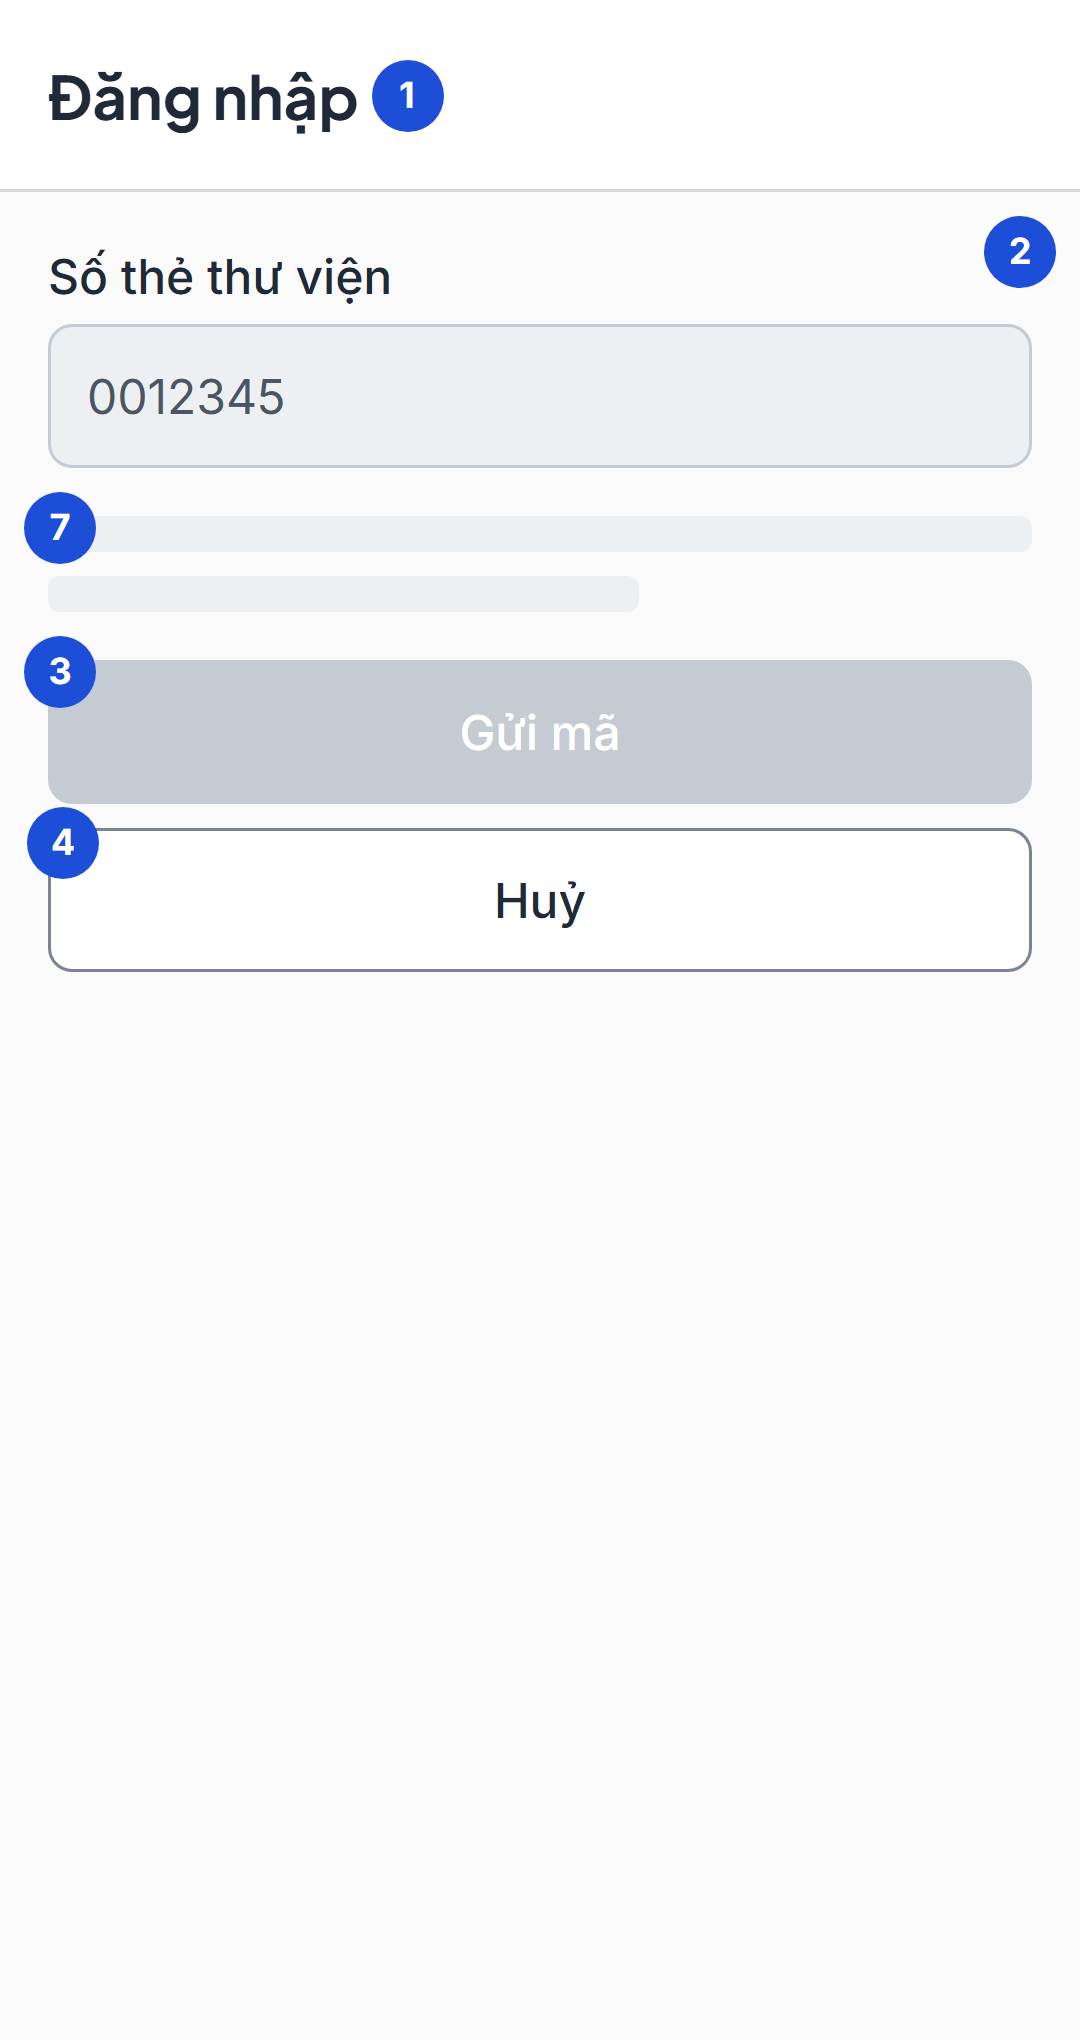 Đăng nhập 1
2
Số thẻ thư viện
0012345
7
3
Gửi mã
4
Huỷ